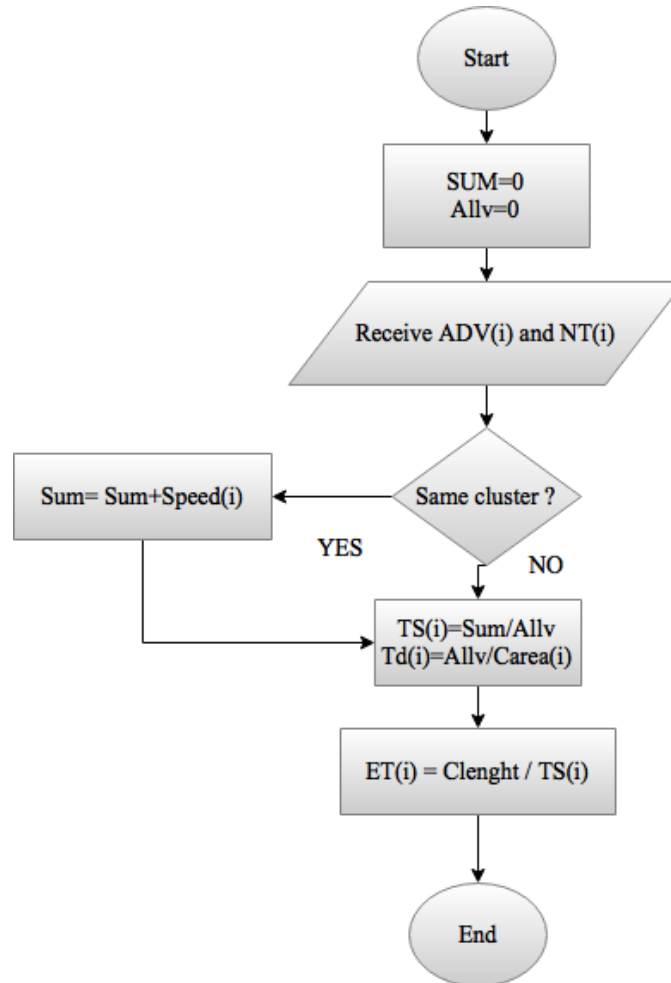 Start
SUM=0
Allv=0
Receive ADV(i) and NT(i)
Same cluster ?
Sum= Sum+Speed(i)
YES
NO
TS(i)=Sum/Allv
Td(i)=Allv/Carea(i)
ET(i) = Clenght / TS(i)
End